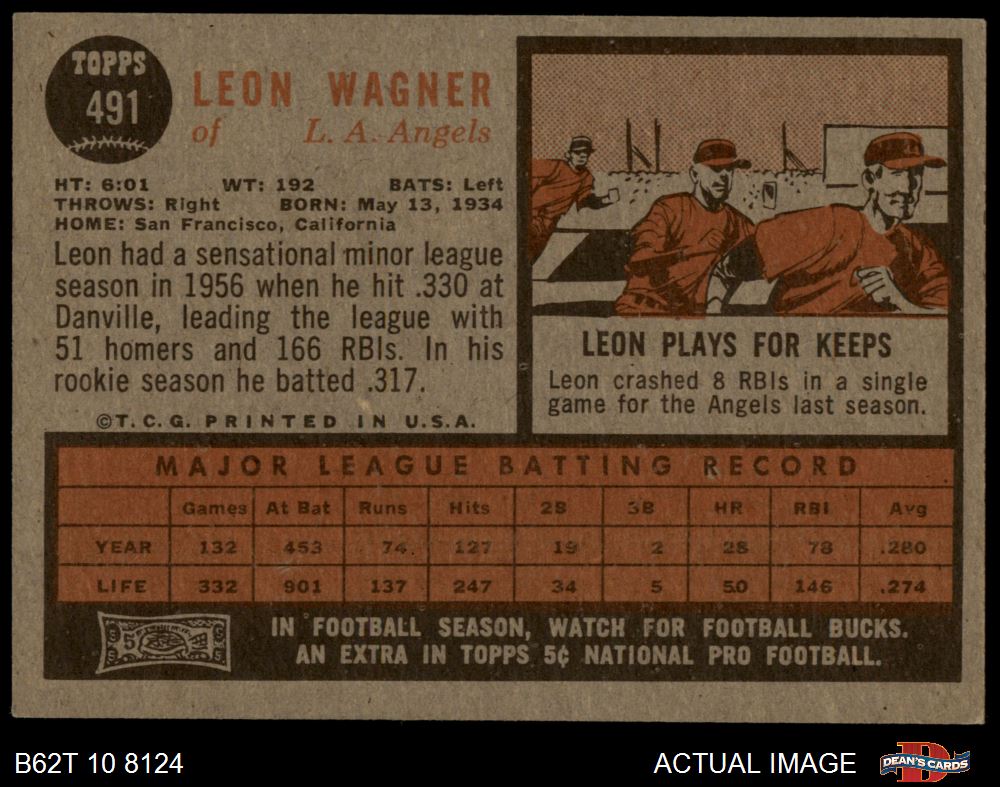 TOPPS
491
LEON WAGNER
of L. A. Angels
HT: 6:01 WT: 192 BATS: Left
THROWS: Right BORN: May 13, 1934
HOME: San Francisco, California
Leon had a sensational minor league
season in 1956 when he hit .330 at
Danville, leading the league with
51 homers and 166 RBIs. In his
rookie season he batted .317.
©T.C.G. PRINTED IN U.S.A.
LEON PLAYS FOR KEEPS
Leon crashed 8 RBIs in a single
game for the Angels last season.
MAJOR LEAGUE BATTING RECORD
Games At Bat Runs Hits 2B 3B HR RBI Avg
YEAR 132 453 74 127 19 2 28 78 .280
LIFE 332 901 137 247 34 5 50 146 .274
5
IN FOOTBALL SEASON, WATCH FOR FOOTBALL BUCKS.
AN EXTRA IN TOPPS 5¢ NATIONAL PRO FOOTBALL.
B62T 10 8124 ACTUAL IMAGE
DEAN'S CARDS